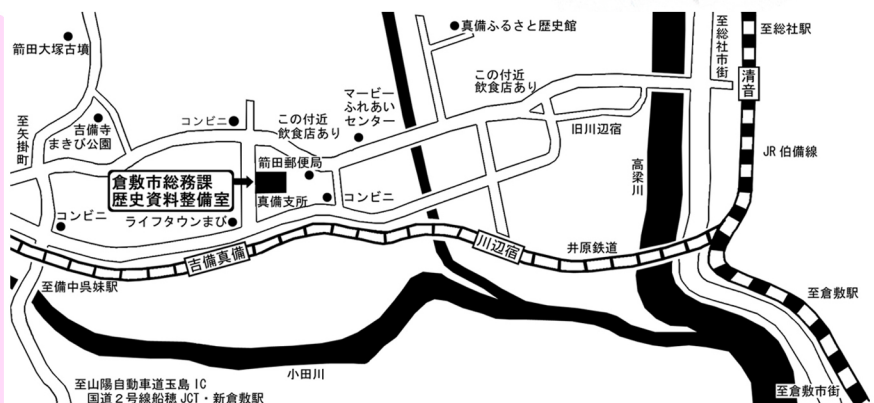 真備ふるさと歴史館
至総社駅
至総社市街
箭田大塚古墳
清音
この付近
飲食店あり
マービー
ふれあい
センター
至矢掛町
吉備寺
まきび公園
コンビニ
この付近
飲食店あり
旧川辺宿
JR伯備線
高梁川
箭田郵便局
倉敷市総務課
歴史資料整備室
真備支所
コンビニ
コンビニ
ライフタウンまび
川辺宿
井原鉄道
吉備真備
至備中呉妹駅
至倉敷駅
小田川
至山陽自動車道玉島IC
国道2号線船穂JCT・新倉敷駅
至倉敷市街